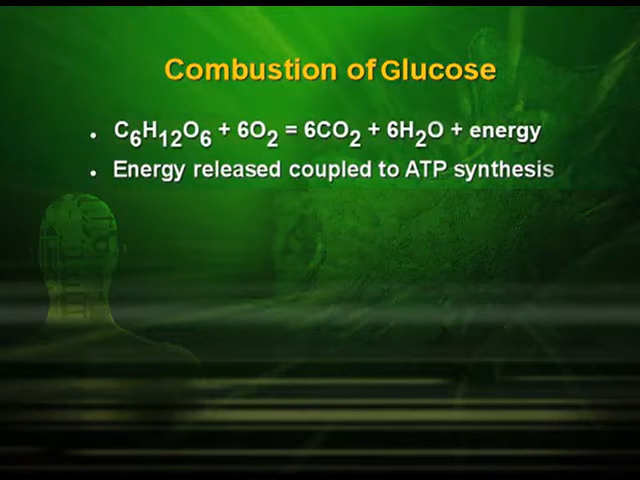 Combustion of Glucose
• C₆H₁₂O₆ + 6O₂ = 6CO₂ + 6H₂O + energy
• Energy released coupled to ATP synthesis